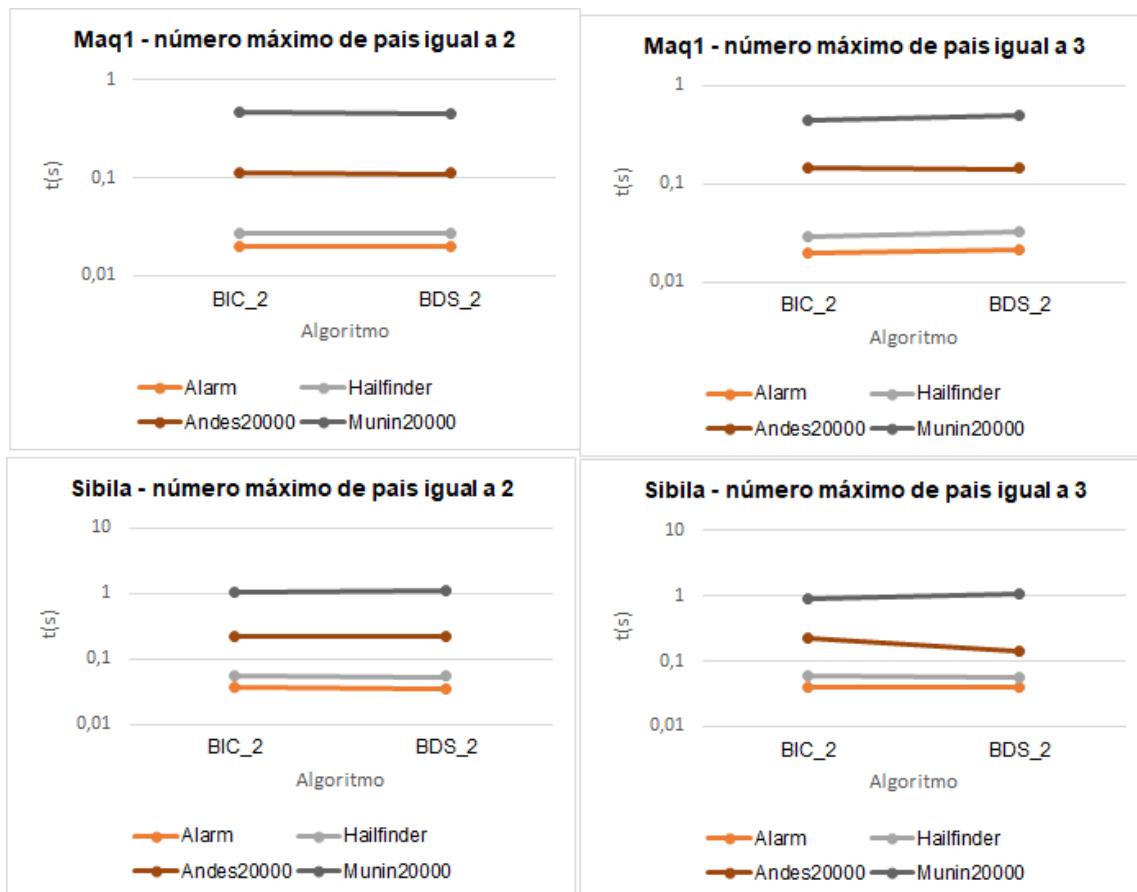 Maq1 - número máximo de pais igual a 2
1
0,1
0,01
t(s)
BIC_2 BDS_2
Algoritmo
Alarm Hailfinder
Andes20000 Munin20000
Maq1 - número máximo de pais igual a 3
1
0,1
0,01
t(s)
BIC_2 BDS_2
Algoritmo
Alarm Hailfinder
Andes20000 Munin20000
Sibila - número máximo de pais igual a 2
10
1
0,1
0,01
t(s)
BIC_2 BDS_2
Algoritmo
Alarm Hailfinder
Andes20000 Munin20000
Sibila - número máximo de pais igual a 3
10
1
0,1
0,01
t(s)
BIC_2 BDS_2
Algoritmo
Alarm Hailfinder
Andes20000 Munin20000